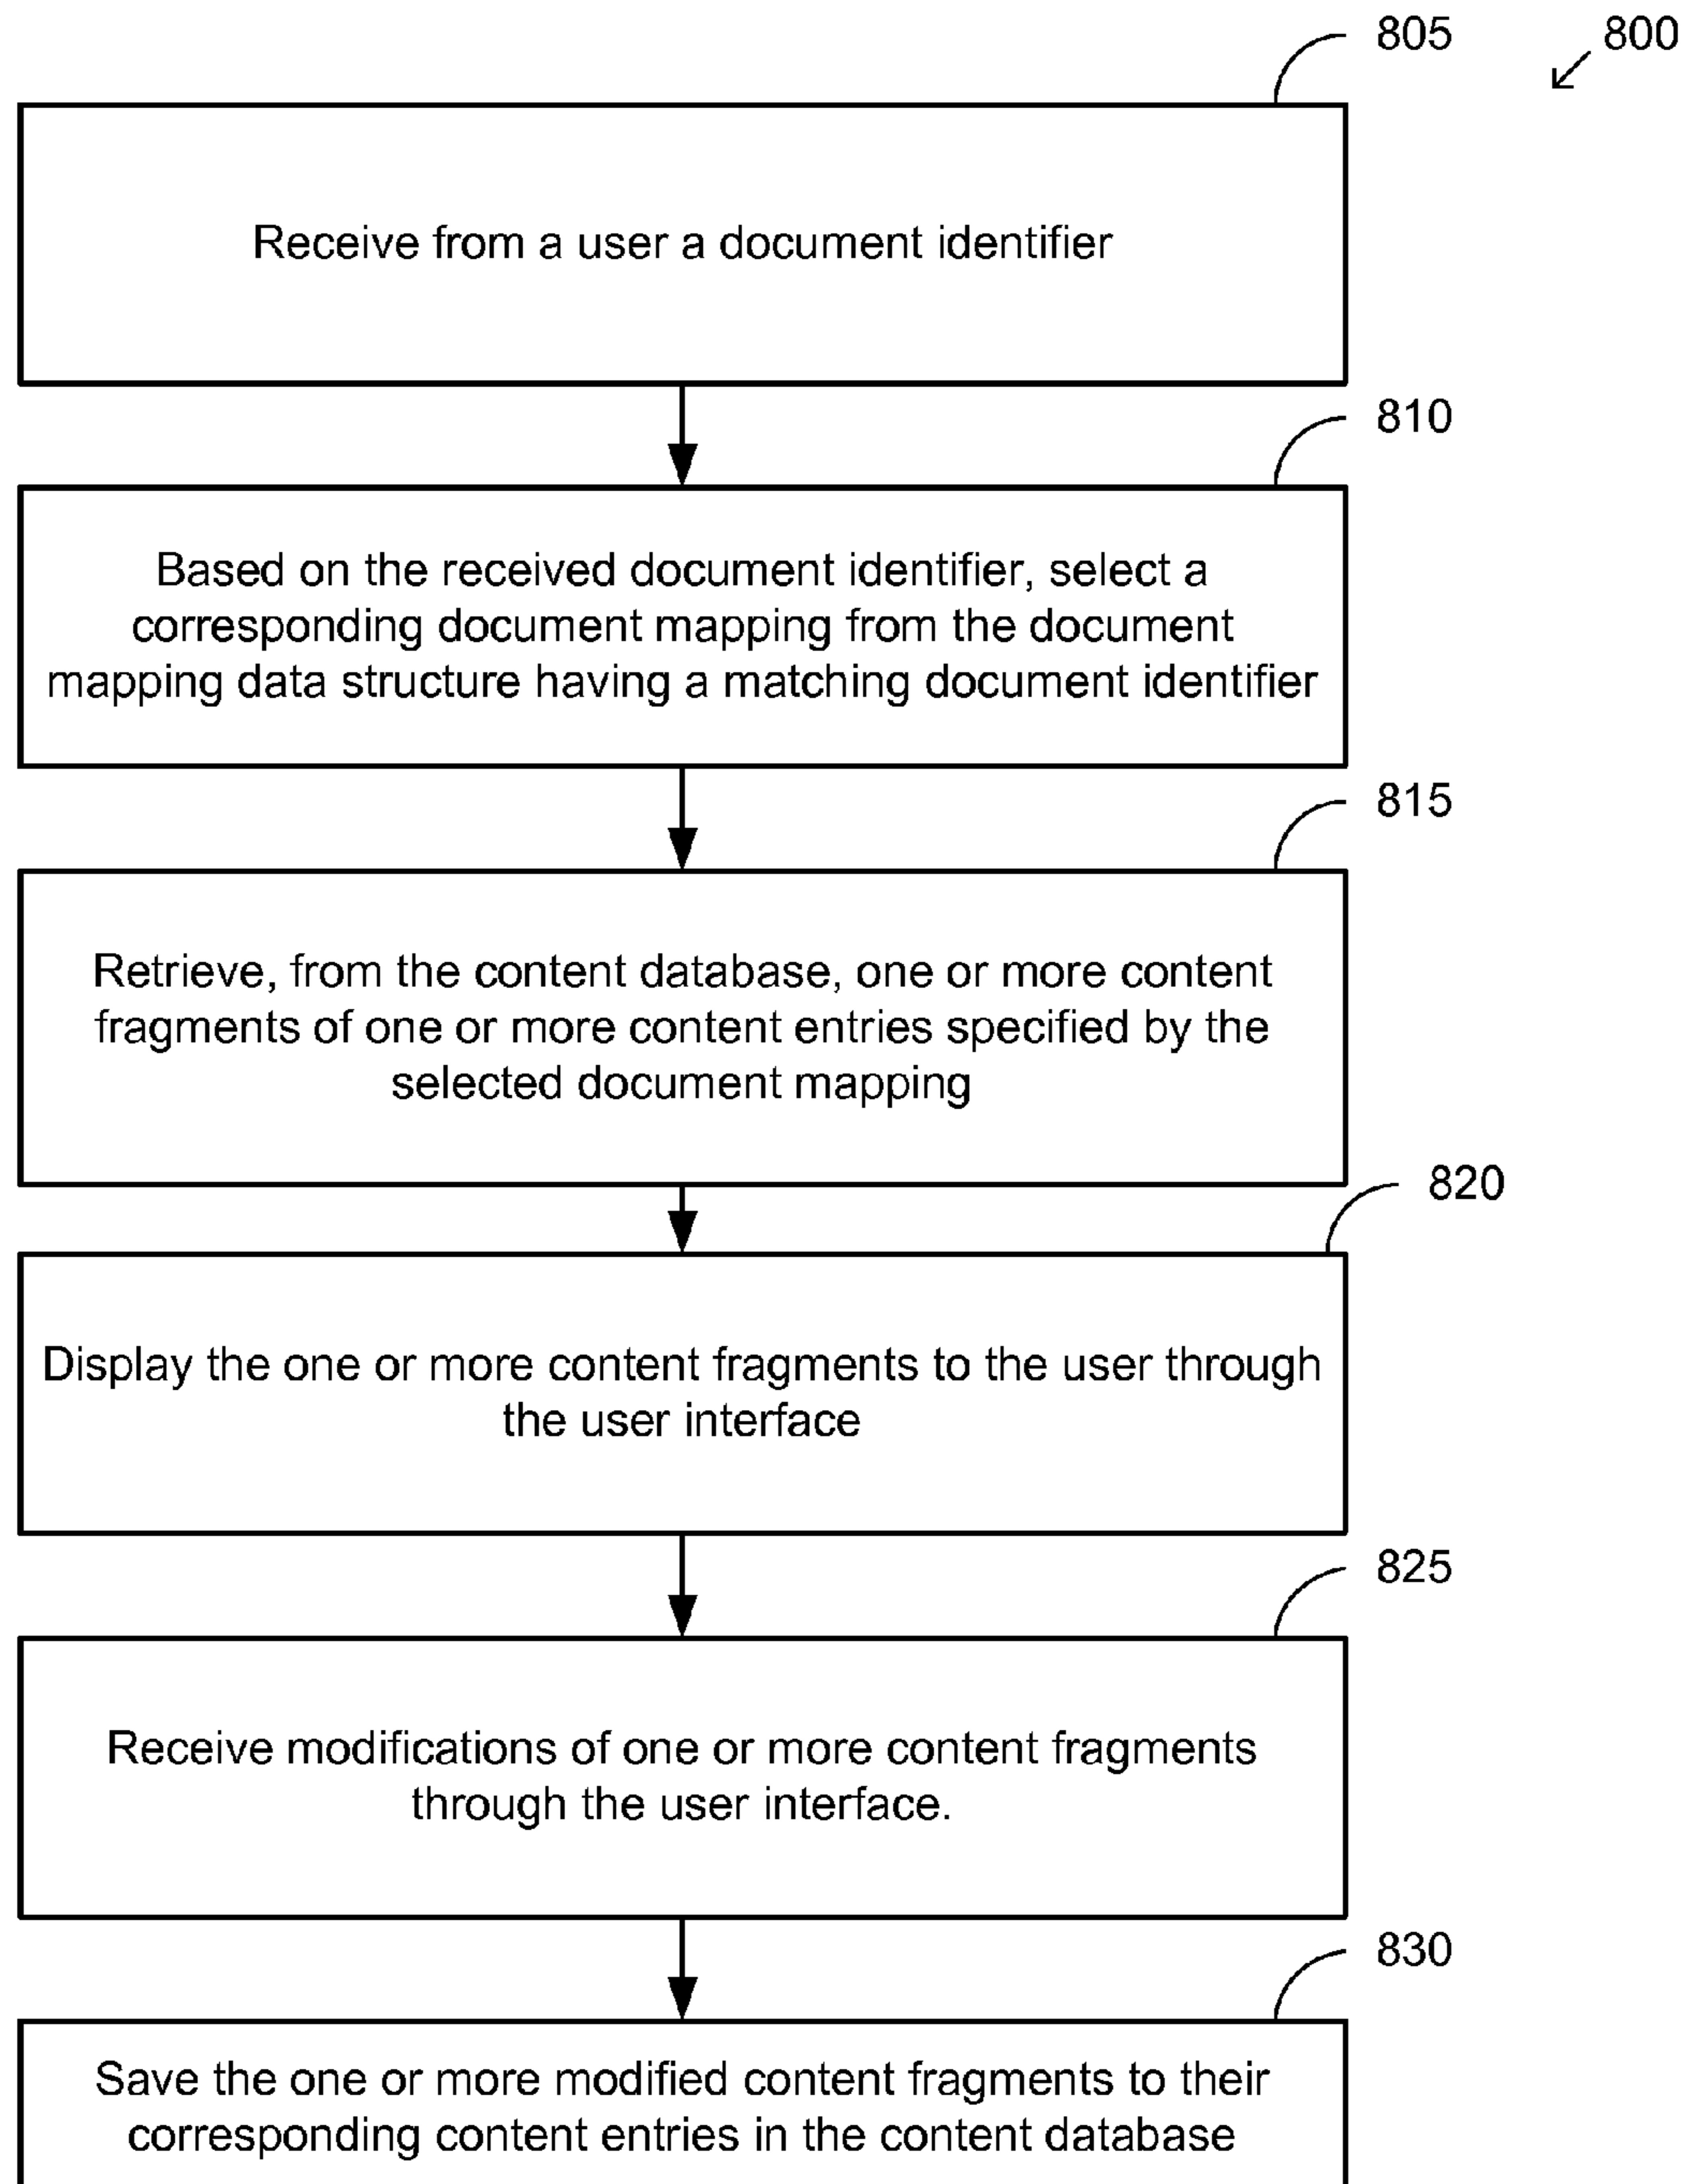 805
800
Receive from a user a document identifier
810
Based on the received document identifier, select a
corresponding document mapping from the document
mapping data structure having a matching document identifier
815
Retrieve, from the content database, one or more content
fragments of one or more content entries specified by the
selected document mapping
820
Display the one or more content fragments to the user through
the user interface
825
Receive modifications of one or more content fragments
through the user interface.
830
Save the one or more modified content fragments to their
corresponding content entries in the content database